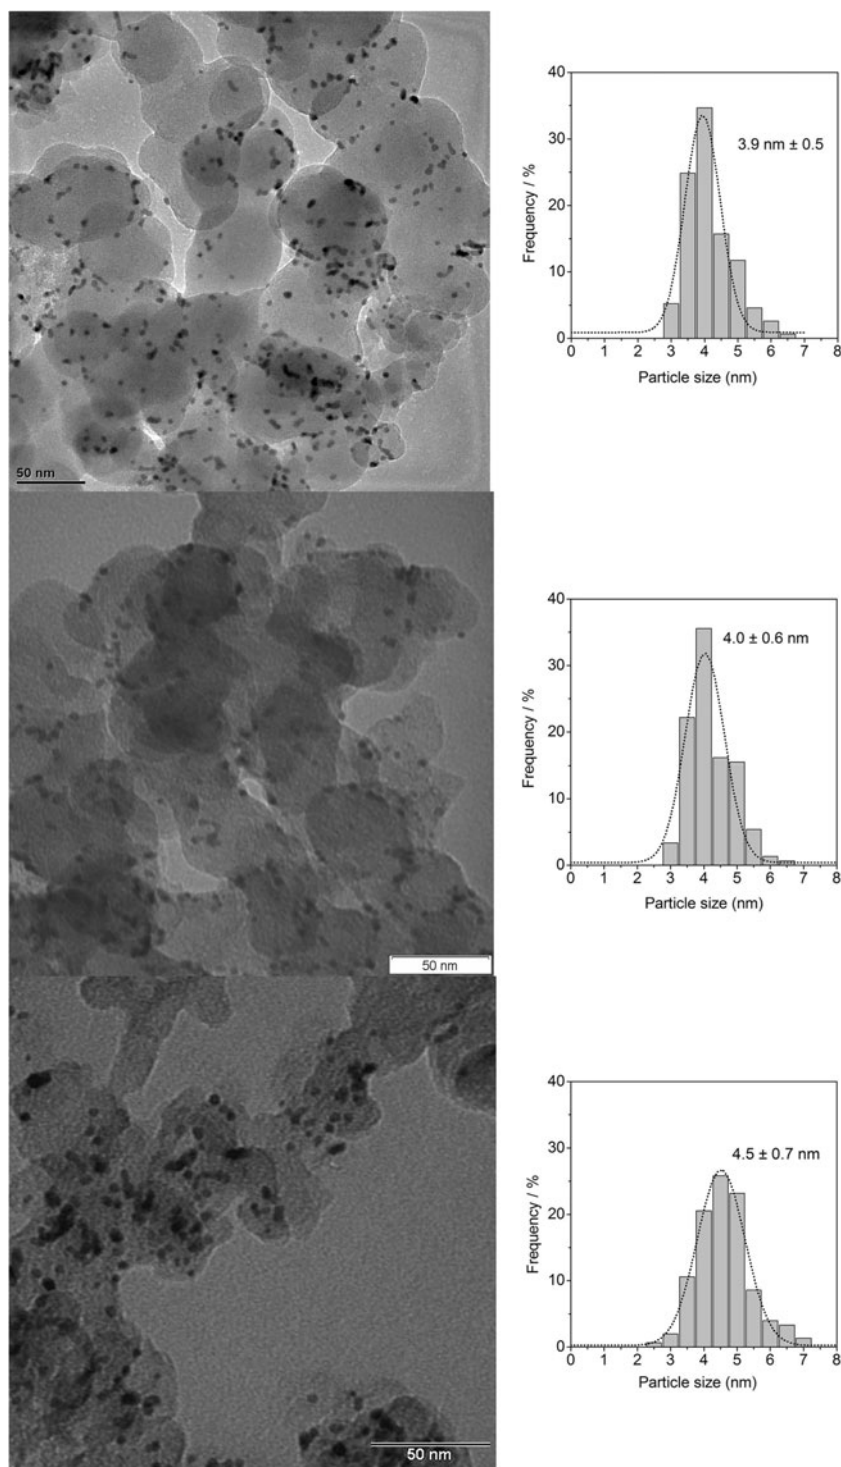 50 nm
Frequency / %
40
30
20
10
0
3.9 nm ± 0.5
0 1 2 3 4 5 6 7 8
Particle size (nm)
50 nm
Frequency / %
40
30
20
10
0
4.0 ± 0.6 nm
0 1 2 3 4 5 6 7 8
Particle size (nm)
50 nm
Frequency / %
40
30
20
10
0
4.5 ± 0.7 nm
0 1 2 3 4 5 6 7 8
Particle size (nm)